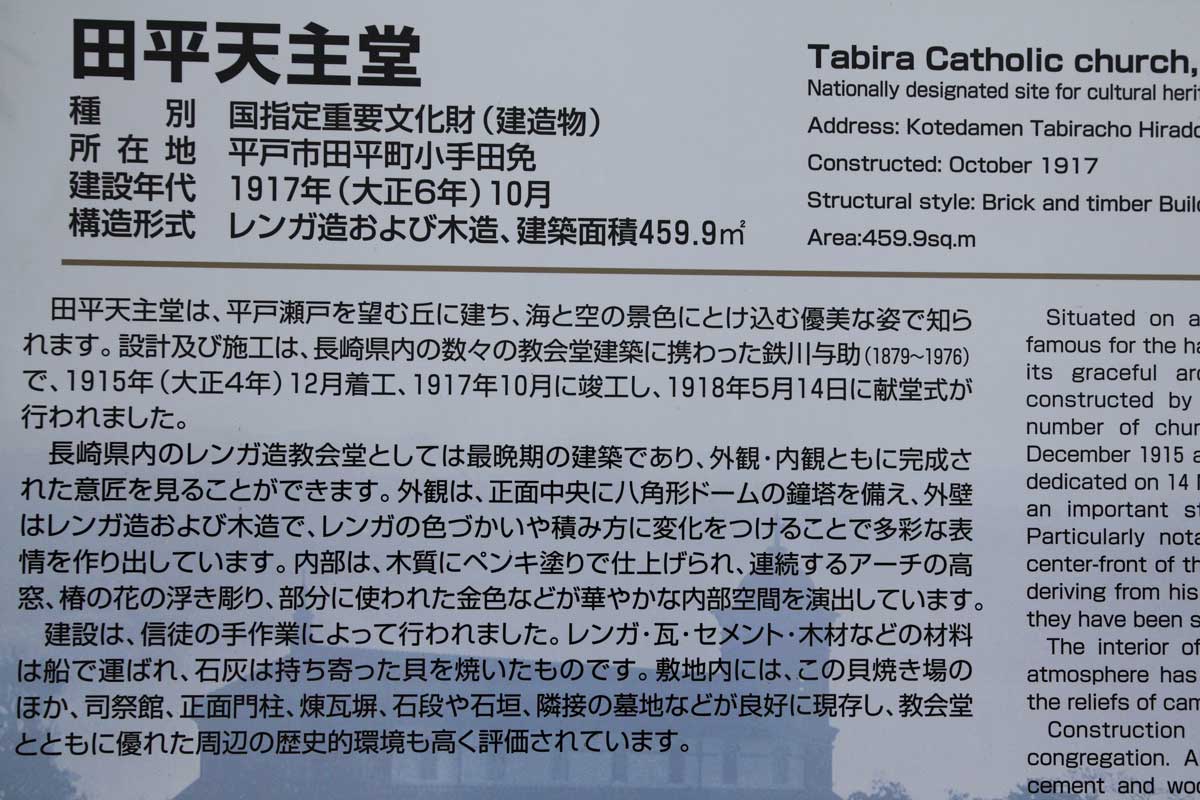 田平天主堂
種別 国指定重要文化財（建造物）
所在地 平戸市田平町小手田免
建設年代 1917年（大正6年）10月
構造形式 レンガ造および木造、建築面積459.9㎡
田平天主堂は、平戸瀬戸を望む丘に建ち、海と空の景色にとけ込む優美な姿で知ら
れます。設計及び施工は、長崎県内の数々の教会堂建築に携わった鉄川与助（1879～1976）
で、1915年（大正4年）12月着工、1917年10月に竣工し、1918年5月14日に献堂式が
行われました。
長崎県内のレンガ造教会堂としては最晩期の建築であり、外観・内観ともに完成さ
れた意匠を見ることができます。外観は、正面中央に八角形ドームの鐘塔を備え、外壁
はレンガ造および木造で、レンガの色づかいや積み方に変化をつけることで多彩な表
情を作り出しています。内部は、木質にペンキ塗りで仕上げられ、連続するアーチの高
窓、椿の花の浮き彫り、部分に使われた金色などが華やかな内部空間を演出しています。
建設は、信徒の手作業によって行われました。レンガ・瓦・セメント・木材などの材料
は船で運ばれ、石灰は持ち寄った貝を焼いたものです。敷地内には、この貝焼き場の
ほか、司祭館、正面門柱、煉瓦塀、石段や石垣、隣接の墓地などが良好に現存し、教会堂
とともに優れた周辺の歴史的環境も高く評価されています。
Tabira Catholic church,
Nationally designated site for cultural herit
Address: Kotedamen Tabiracho Hirado
Constructed: October 1917
Structural style: Brick and timber Buil
Area:459.9sq.m
Situated on a
famous for the ha
its graceful arc
constructed by
number of chur
December 1915 a
dedicated on 14 M
an important st
Particularly nota
center-front of th
deriving from his
they have been s
The interior of
atmosphere has
the reliefs of cam
Construction
congregation. A
cement and woo